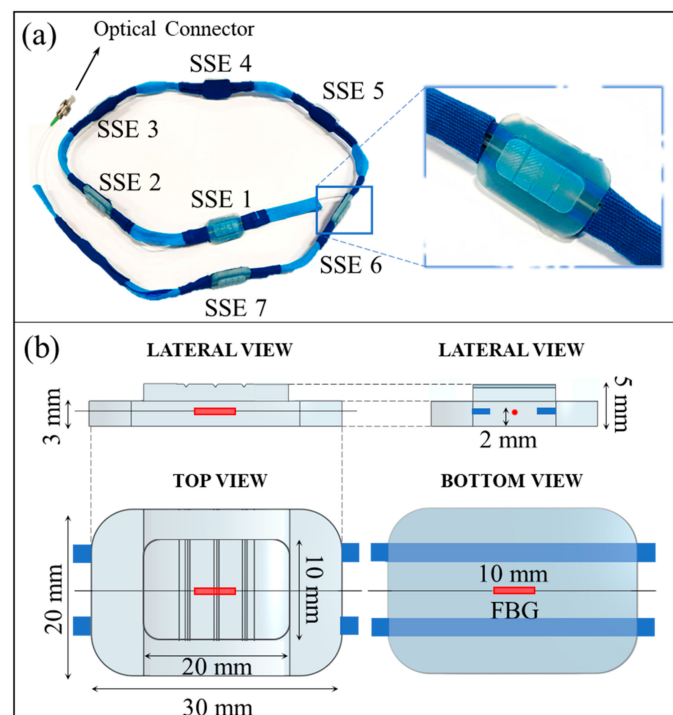 (a)
Optical Connector
SSE 4
SSE 5
SSE 3
SSE 2
SSE 1
SSE 6
SSE 7
(b)
LATERAL VIEW
LATERAL VIEW
3 mm
5 mm
2 mm
TOP VIEW
BOTTOM VIEW
20 mm
10 mm
10 mm
FBG
20 mm
30 mm